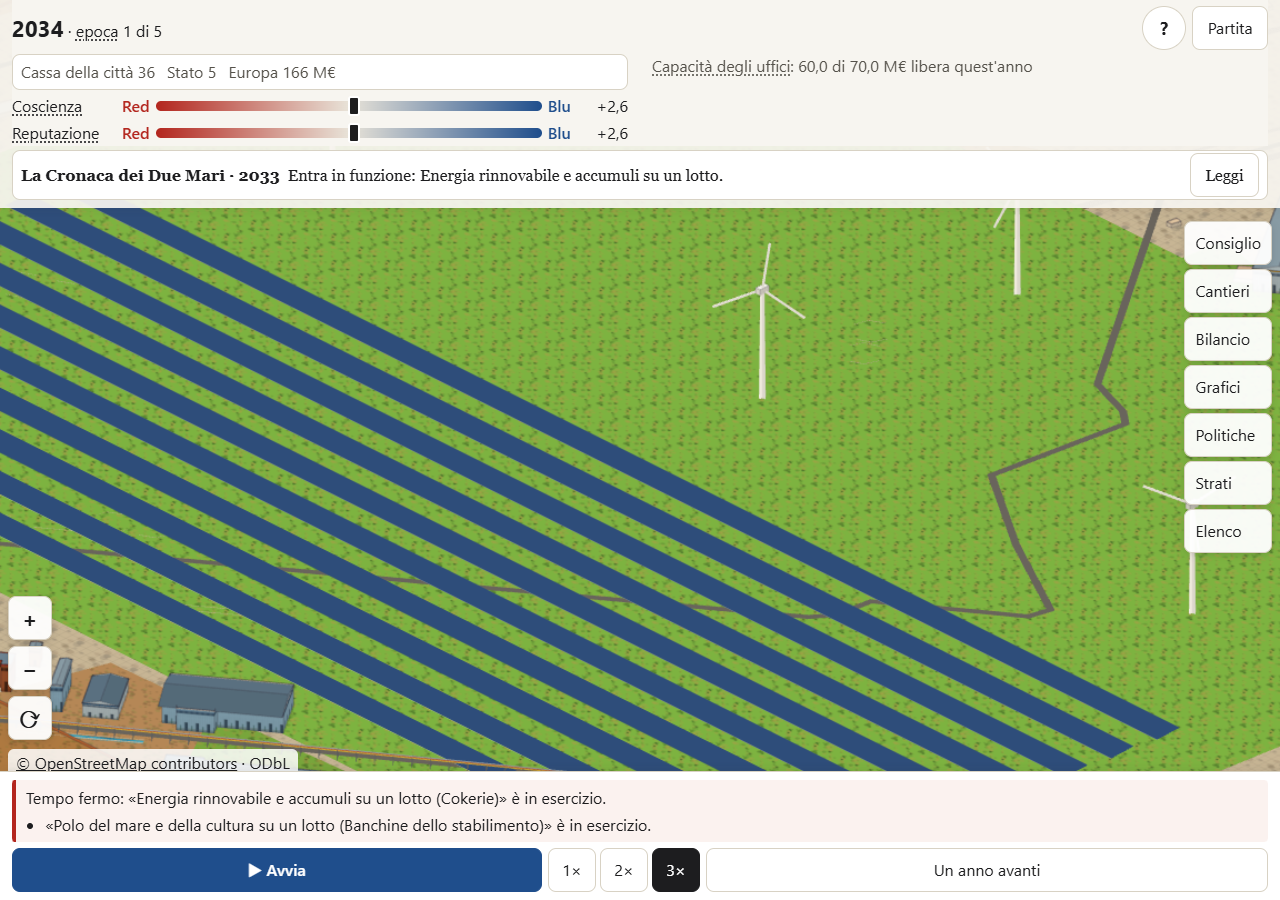 2034 · epoca 1 di 5
?
Partita
Cassa della città 36 Stato 5 Europa 166 M€
Capacità degli uffici: 60,0 di 70,0 M€ libera quest'anno
Coscienza Red Blu +2,6
Reputazione Red Blu +2,6
La Cronaca dei Due Mari · 2033 Entra in funzione: Energia rinnovabile e accumuli su un lotto.
Leggi
Consiglio
Cantieri
Bilancio
Grafici
Politiche
Strati
Elenco
+
−
© OpenStreetMap contributors · ODbL
Tempo fermo: «Energia rinnovabile e accumuli su un lotto (Cokerie)» è in esercizio.
• «Polo del mare e della cultura su un lotto (Banchine dello stabilimento)» è in esercizio.
▶ Avvia 1× 2× 3× Un anno avanti